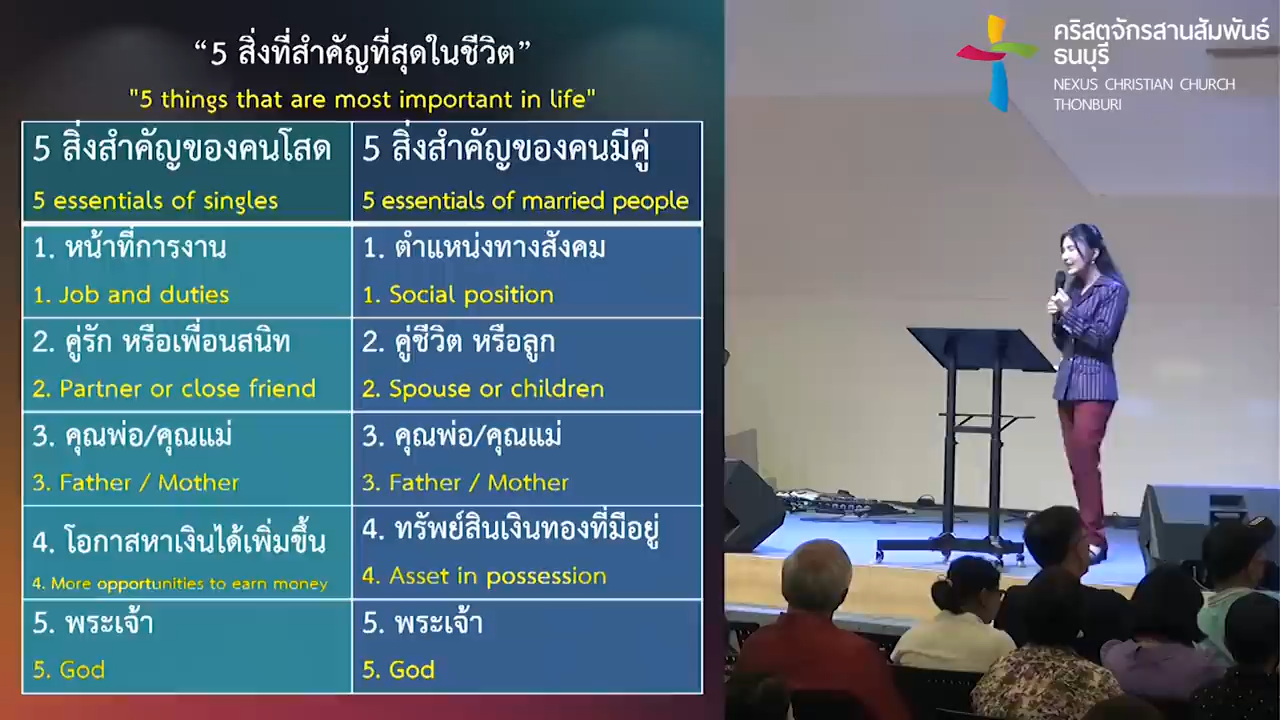 “5 สิ่งที่สำคัญที่สุดในชีวิต”
"5 things that are most important in life"
5 สิ่งสำคัญของคนโสด
5 essentials of singles
5 สิ่งสำคัญของคนมีคู่
5 essentials of married people
1. หน้าที่การงาน
1. Job and duties
1. ตำแหน่งทางสังคม
1. Social position
2. คู่รัก หรือเพื่อนสนิท
2. Partner or close friend
2. คู่ชีวิต หรือลูก
2. Spouse or children
3. คุณพ่อ/คุณแม่
3. Father / Mother
3. คุณพ่อ/คุณแม่
3. Father / Mother
4. โอกาสหาเงินได้เพิ่มขึ้น
4. More opportunities to earn money
4. ทรัพย์สินเงินทองที่มีอยู่
4. Asset in possession
5. พระเจ้า
5. God
5. พระเจ้า
5. God
คริสตจักรสานสัมพันธ์
ธนบุรี
NEXUS CHRISTIAN CHURCH
THONBURI